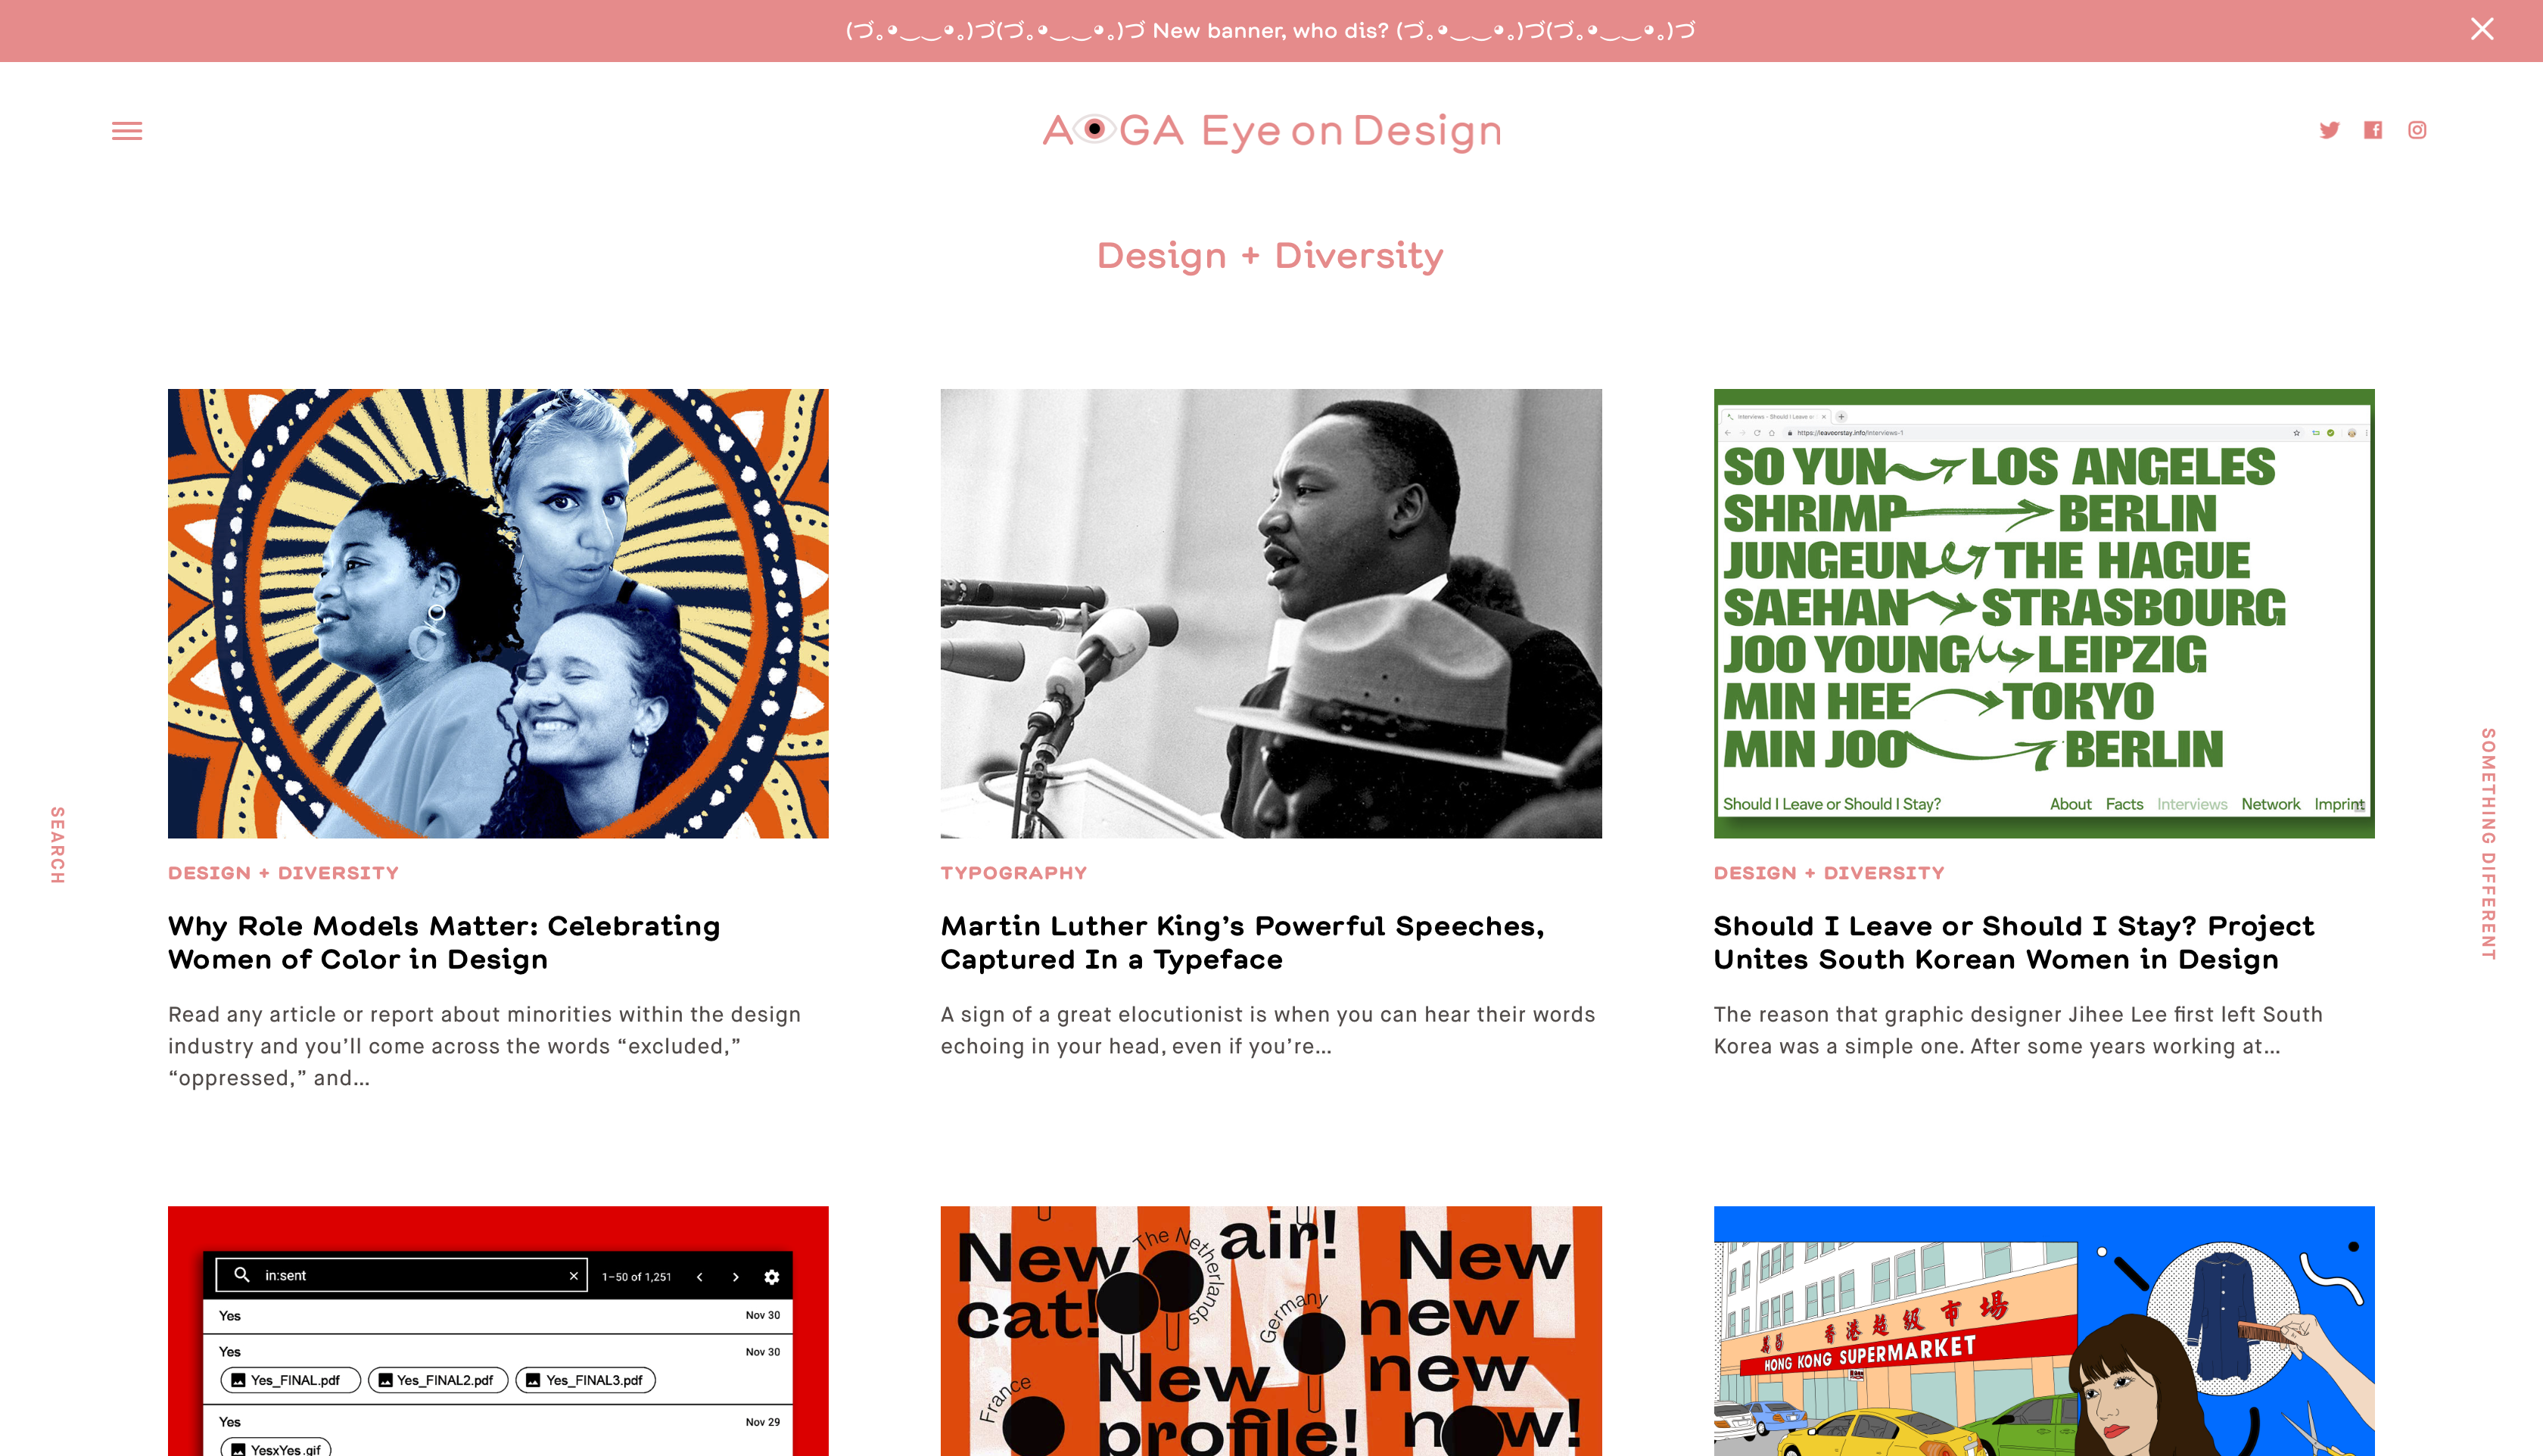 (づ｡◕‿‿◕｡)づ(づ｡◕‿‿◕｡)づ New banner, who dis? (づ｡◕‿‿◕｡)づ(づ｡◕‿‿◕｡)づ
AIGA Eye on Design
Design + Diversity
Interviews - Should I Leave or
https://leaveorstay.info/interviews-1
SO YUN LOS ANGELES
SHRIMP BERLIN
JUNGEUN THE HAGUE
SAEHAN STRASBOURG
JOO YOUNG LEIPZIG
MIN HEE TOKYO
MIN JOO BERLIN
Should I Leave or Should I Stay? About Facts Interviews Network Imprint
SEARCH
SOMETHING DIFFERENT
DESIGN + DIVERSITY
Why Role Models Matter: Celebrating
Women of Color in Design
Read any article or report about minorities within the design
industry and you’ll come across the words “excluded,”
“oppressed,” and...
TYPOGRAPHY
Martin Luther King’s Powerful Speeches,
Captured In a Typeface
A sign of a great elocutionist is when you can hear their words
echoing in your head, even if you’re...
DESIGN + DIVERSITY
Should I Leave or Should I Stay? Project
Unites South Korean Women in Design
The reason that graphic designer Jihee Lee first left South
Korea was a simple one. After some years working at...
in:sent
1–50 of 1,251
Yes Nov 30
Yes Nov 30
Yes_FINAL.pdf Yes_FINAL2.pdf Yes_FINAL3.pdf
Yes Nov 29
YesxYes.gif
New
cat!
The Netherlands
air!
Germany
New
new
new
now!
France
New
profile!
香港超級市場
HONG KONG SUPERMARKET